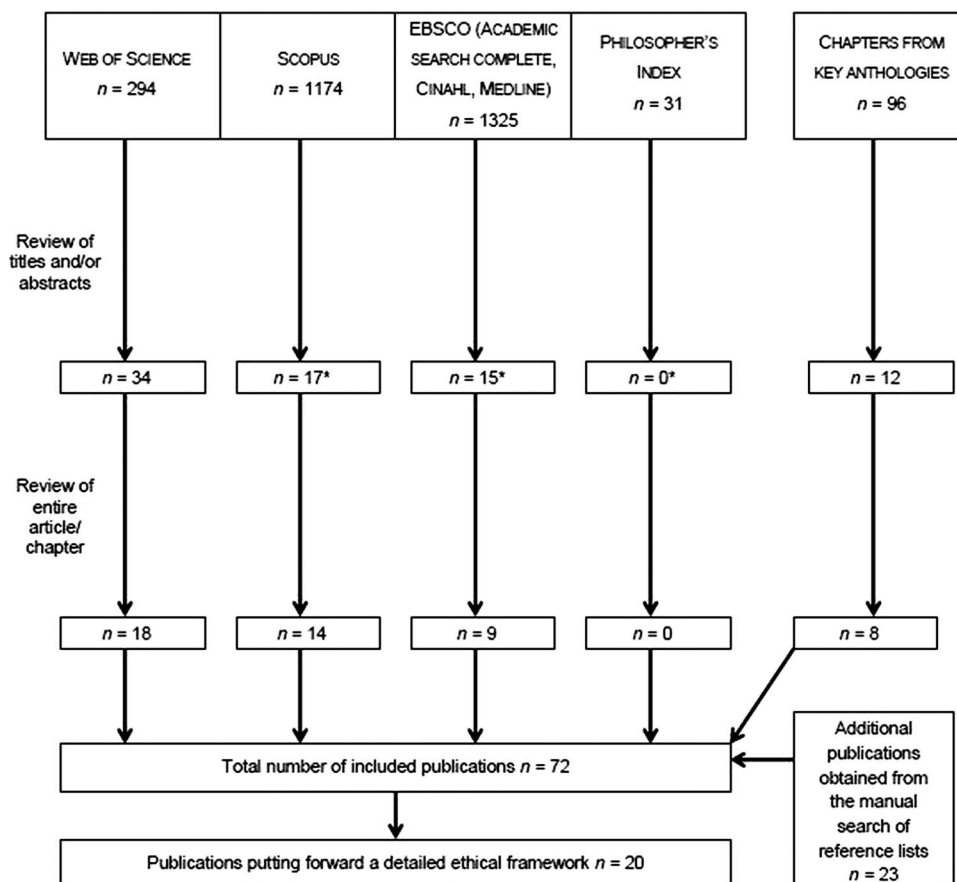 WEB OF SCIENCE
n = 294
SCOPUS
n = 1174
EBSCO (ACADEMIC
SEARCH COMPLETE,
CINAHL, MEDLINE)
n = 1325
PHILOSOPHER'S
INDEX
n = 31
CHAPTERS FROM
KEY ANTHOLOGIES
n = 96
Review of
titles and/or
abstracts
n = 34
n = 17*
n = 15*
n = 0*
n = 12
Review of
entire
article/
chapter
n = 18
n = 14
n = 9
n = 0
n = 8
Total number of included publications n = 72
Additional
publications
obtained from
the manual
search of
reference lists
n = 23
Publications putting forward a detailed ethical framework n = 20